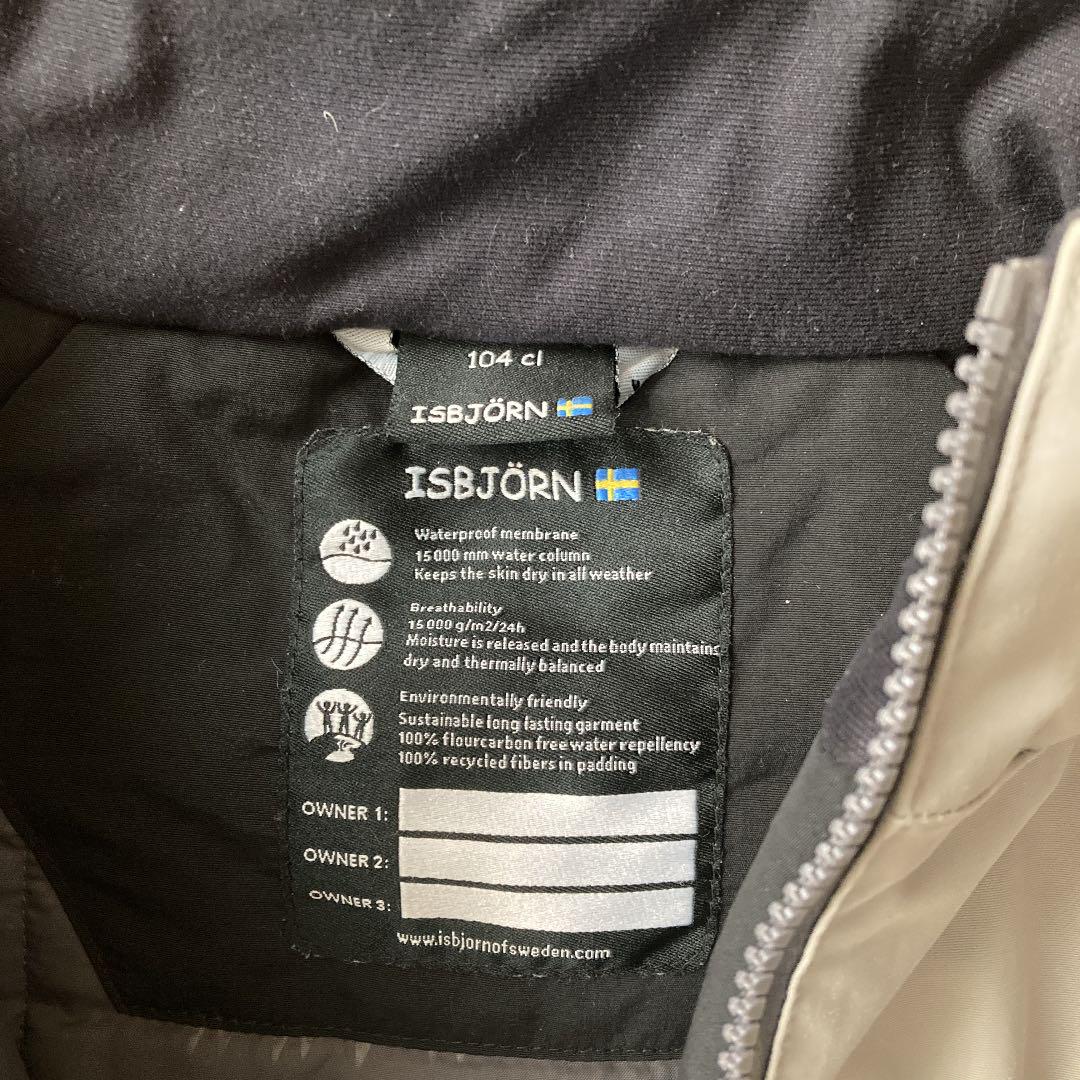 104 cl
ISBJÖRN
ISBJÖRN
Waterproof membrane
15 000 mm water column
Keeps the skin dry in all weather
Breathability
15 000 g/m2/24h
Moisture is released and the body maintains
dry and thermally balanced
Environmentally friendly
Sustainable long lasting garment
100% flourcarbon free water repellency
100% recycled fibers in padding
OWNER 1:
OWNER 2:
OWNER 3:
www.isbjornofsweden.com